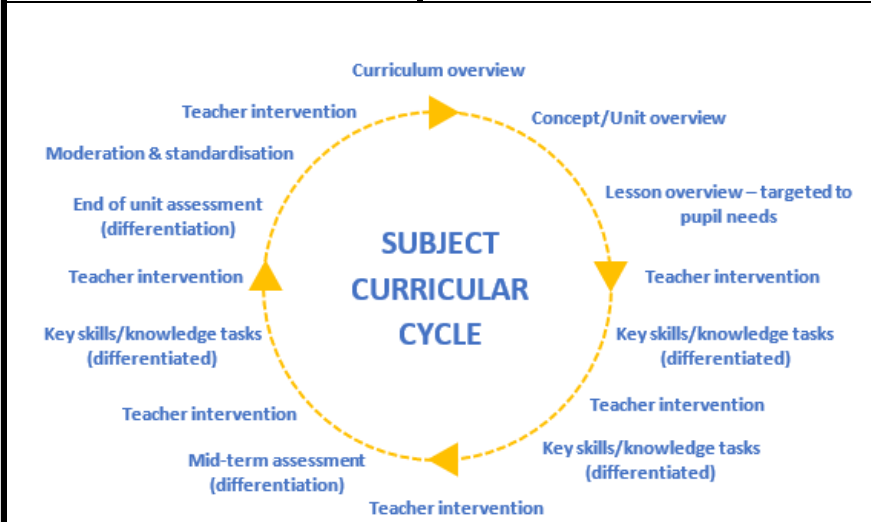 Curriculum overview
Concept/Unit overview
Lesson overview – targeted to
pupil needs
Teacher intervention
Key skills/knowledge tasks
(differentiated)
Teacher intervention
Key skills/knowledge tasks
(differentiated)
Teacher intervention
Mid-term assessment
(differentiation)
Teacher intervention
Key skills/knowledge tasks
(differentiated)
Teacher intervention
End of unit assessment
(differentiation)
Moderation & standardisation
Teacher intervention
SUBJECT
CURRICULAR
CYCLE